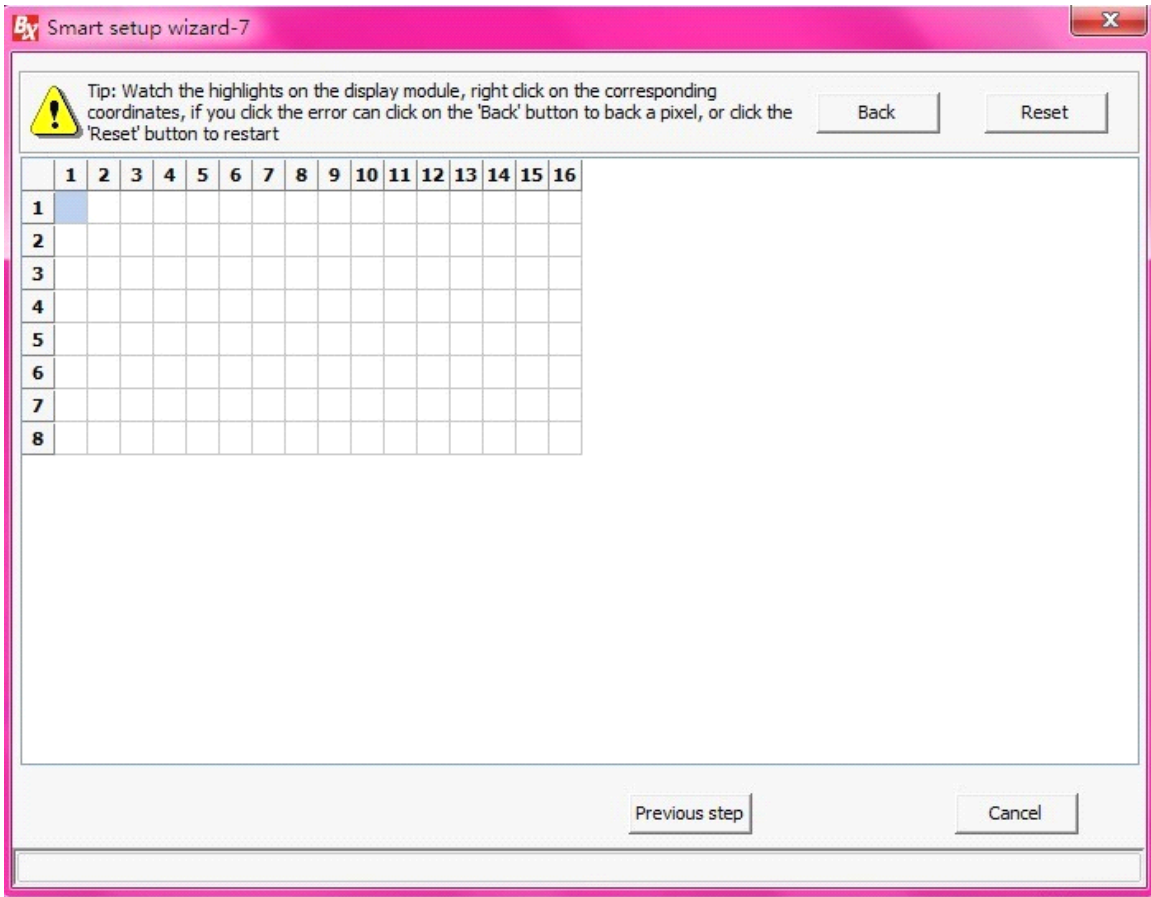 BX Smart setup wizard-7
X
Tip: Watch the highlights on the display module, right click on the corresponding
coordinates, if you click the error can click on the 'Back' button to back a pixel, or click the
'Reset' button to restart
Back Reset
1 2 3 4 5 6 7 8 9 10 11 12 13 14 15 16
1
2
3
4
5
6
7
8
Previous step Cancel